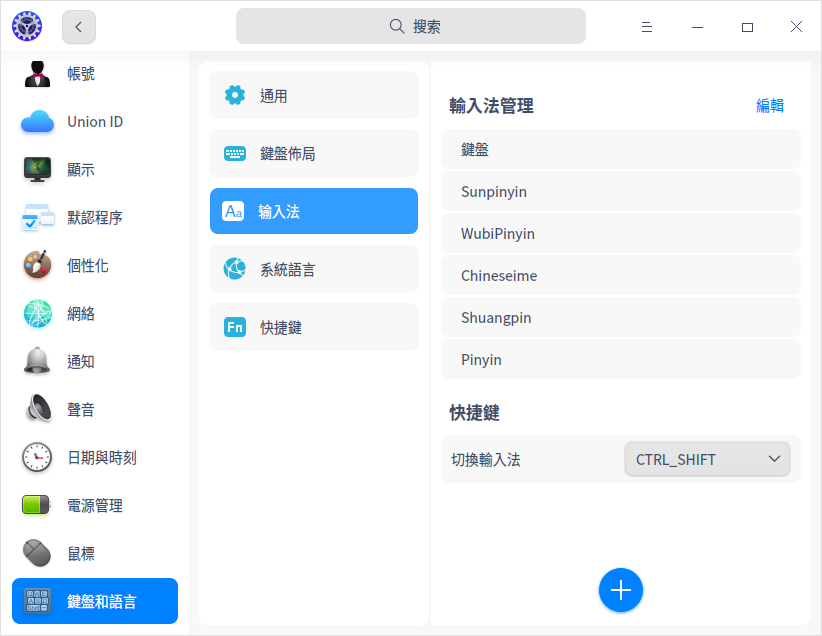 搜索
帳號
Union ID
顯示
默認程序
個性化
網絡
通知
聲音
日期與時刻
電源管理
鼠標
鍵盤和語言
通用
鍵盤佈局
Aa 输入法
系統語言
Fn 快捷鍵
輸入法管理 編輯
鍵盤
Sunpinyin
WubiPinyin
Chineseime
Shuangpin
Pinyin
快捷鍵
切換輸入法 CTRL_SHIFT